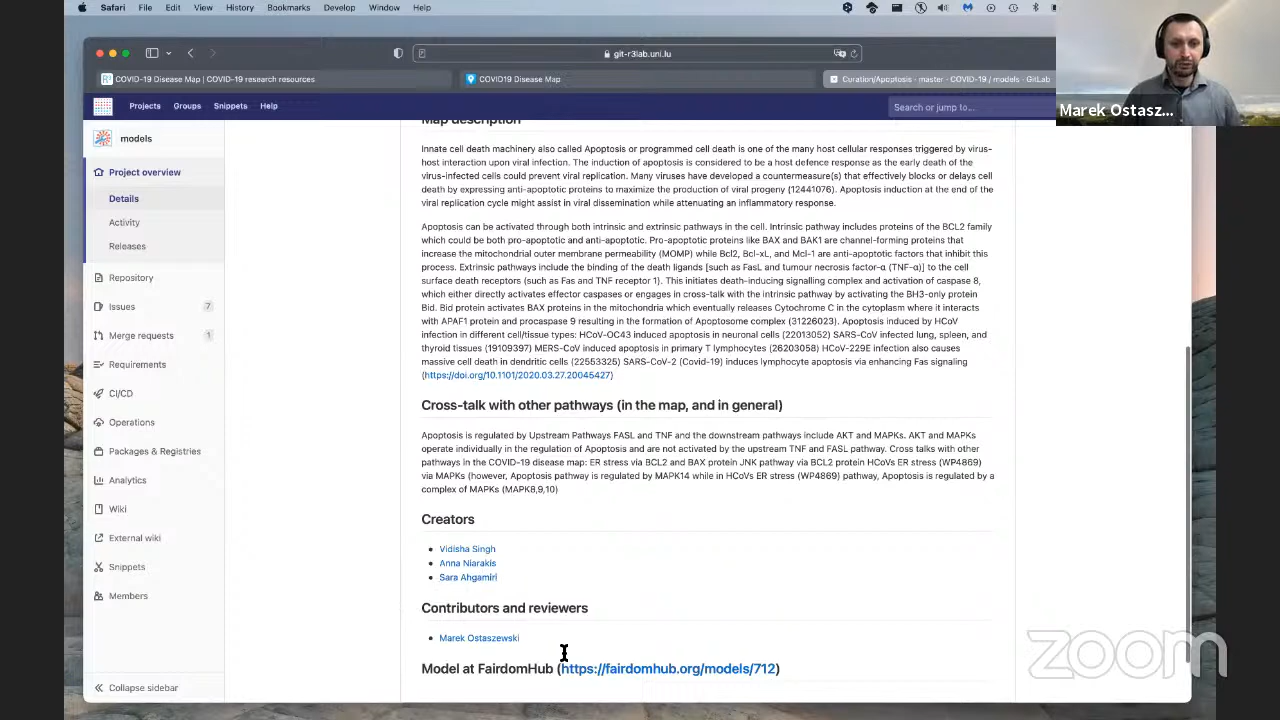 Safari File Edit View History Bookmarks Develop Window Help
git-r3lab.uni.lu
COVID-19 Disease Map | COVID-19 research resources
COVID19 Disease Map
Curation/Apoptosis · master · COVID-19 / models · GitLab
Projects Groups Snippets Help
Search or jump to...
Marek Ostasz...
models
Project overview
Details
Activity
Releases
Repository
Issues 7
Merge requests 1
Requirements
CI/CD
Operations
Packages & Registries
Analytics
Wiki
External wiki
Snippets
Members
Collapse sidebar
Map description
Innate cell death machinery also called Apoptosis or programmed cell death is one of the many host cellular responses triggered by virus-
host interaction upon viral infection. The induction of apoptosis is considered to be a host defence response as the early death of the
virus-infected cells could prevent viral replication. Many viruses have developed a countermeasure(s) that effectively blocks or delays cell
death by expressing anti-apoptotic proteins to maximize the production of viral progeny (12441076). Apoptosis induction at the end of the
viral replication cycle might assist in viral dissemination while attenuating an inflammatory response.
Apoptosis can be activated through both intrinsic and extrinsic pathways in the cell. Intrinsic pathway includes proteins of the BCL2 family
which could be both pro-apoptotic and anti-apoptotic. Pro-apoptotic proteins like BAX and BAK1 are channel-forming proteins that
increase the mitochondrial outer membrane permeability (MOMP) while Bcl2, Bcl-xL, and Mcl-1 are anti-apoptotic factors that inhibit this
process. Extrinsic pathways include the binding of the death ligands [such as FasL and tumour necrosis factor-α (TNF-α)] to the cell
surface death receptors (such as Fas and TNF receptor 1). This initiates death-inducing signalling complex and activation of caspase 8,
which either directly activates effector caspases or engages in cross-talk with the intrinsic pathway by activating the BH3-only protein
Bid. Bid protein activates BAX proteins in the mitochondria which eventually releases Cytochrome C in the cytoplasm where it interacts
with APAF1 protein and procaspase 9 resulting in the formation of Apoptosome complex (31226023). Apoptosis induced by HCoV
infection in different cell/tissue types: HCoV-OC43 induced apoptosis in neuronal cells (22013052) SARS-CoV infected lung, spleen, and
thyroid tissues (19109397) MERS-CoV induced apoptosis in primary T lymphocytes (26203058) HCoV-229E infection also causes
massive cell death in dendritic cells (22553325) SARS-CoV-2 (Covid-19) induces lymphocyte apoptosis via enhancing Fas signaling
(https://doi.org/10.1101/2020.03.27.20045427)
Cross-talk with other pathways (in the map, and in general)
Apoptosis is regulated by Upstream Pathways FASL and TNF and the downstream pathways include AKT and MAPKs. AKT and MAPKs
operate individually in the regulation of Apoptosis and are not activated by the upstream TNF and FASL pathway. Cross talks with other
pathways in the COVID-19 disease map: ER stress via BCL2 and BAX protein JNK pathway via BCL2 protein HCoVs ER stress (WP4869)
via MAPKs (however, Apoptosis pathway is regulated by MAPK14 while in HCoVs ER stress (WP4869) pathway, Apoptosis is regulated by a
complex of MAPKs (MAPK8,9,10)
Creators
Vidisha Singh
Anna Niarakis
Sara Ahgamiri
Contributors and reviewers
Marek Ostaszewski
Model at FairdomHub (https://fairdomhub.org/models/712)
zoom